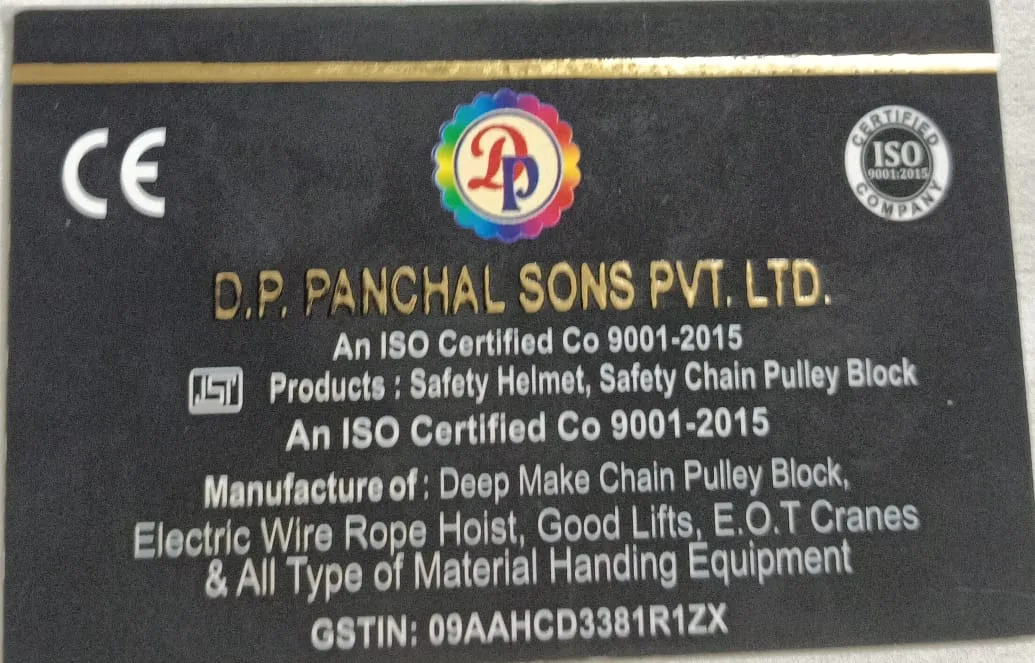 CE
DP
CERTIFIED
ISO
9001:2015
COMPANY
D.P. PANCHAL SONS PVT. LTD.
An ISO Certified Co 9001-2015
Products : Safety Helmet, Safety Chain Pulley Block
An ISO Certified Co 9001-2015
Manufacture of : Deep Make Chain Pulley Block,
Electric Wire Rope Hoist, Good Lifts, E.O.T Cranes
& All Type of Material Handing Equipment
GSTIN: 09AAHCD3381R1ZX